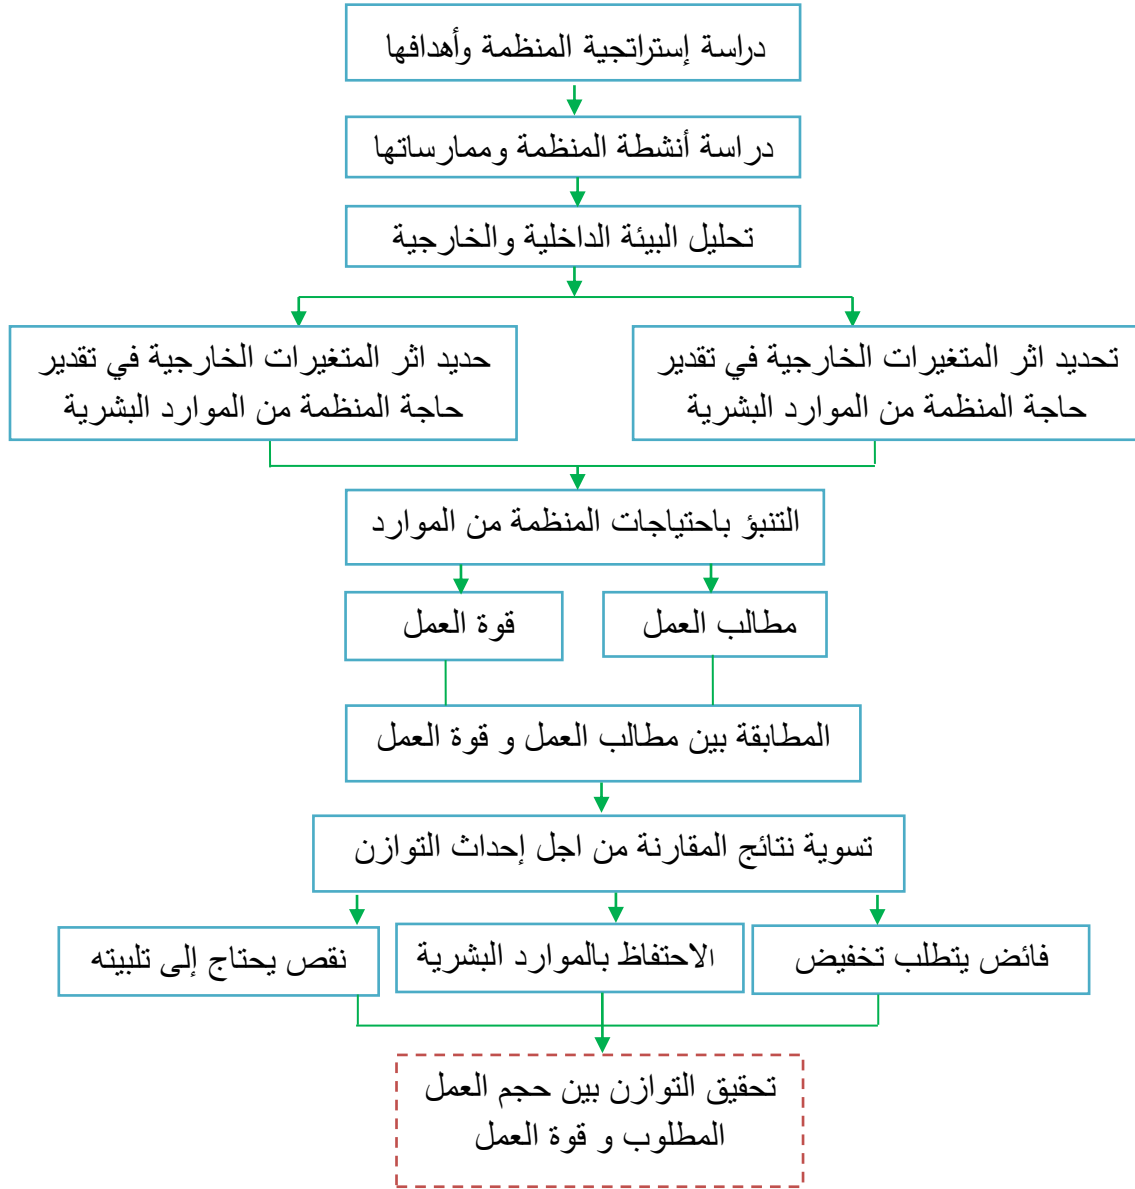 دراسة إستراتجية المنظمة وأهدافها
دراسة أنشطة المنظمة وممارساتها
تحليل البيئة الداخلية والخارجية
تحديد اثر المتغيرات الخارجية في تقدير
حاجة المنظمة من الموارد البشرية
حديد اثر المتغيرات الخارجية في تقدير
حاجة المنظمة من الموارد البشرية
التنبؤ باحتياجات المنظمة من الموارد
مطالب العمل
قوة العمل
المطابقة بين مطالب العمل و قوة العمل
تسوية نتائج المقارنة من اجل إحداث التوازن
فائض يتطلب تخفيض
الاحتفاظ بالموارد البشرية
نقص يحتاج إلى تلبيته
تحقيق التوازن بين حجم العمل
المطلوب و قوة العمل